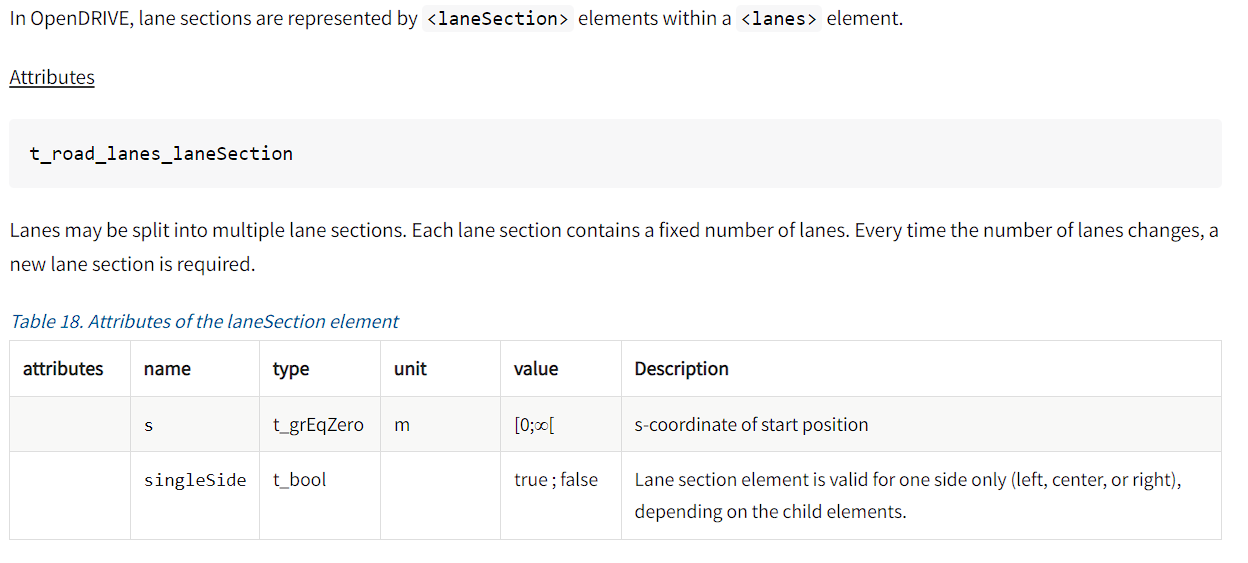 In OpenDRIVE, lane sections are represented by <laneSection> elements within a <lanes> element.
Attributes
t_road_lanes_laneSection
Lanes may be split into multiple lane sections. Each lane section contains a fixed number of lanes. Every time the number of lanes changes, a
new lane section is required.
Table 18. Attributes of the laneSection element
attributes name type unit value Description
s t_grEqZero m [0;∞[ s-coordinate of start position
singleSide t_bool true ; false Lane section element is valid for one side only (left, center, or right),
depending on the child elements.